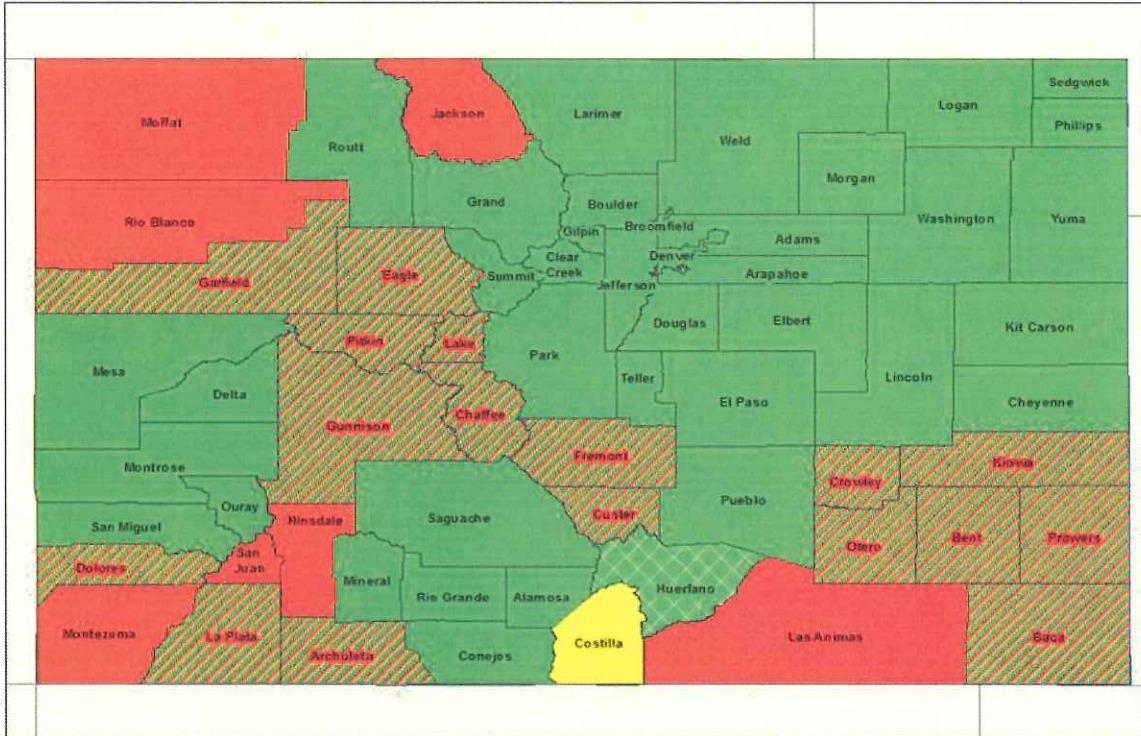 Sedgwick
Moffat
Jackson
Larimer
Logan
Phillips
Routt
Weld
Morgan
Grand
Boulder
Washington
Yuma
Rio Blanco
Broomfield
Gilpin
Adams
Eagle
Clear
Creek
Denver
Garfield
Summit
Arapahoe
Jefferson
Douglas
Elbert
Kit Carson
Pitkin
Lake
Park
Mesa
Teller
Lincoln
Delta
El Paso
Cheyenne
Chaffee
Gunnison
Fremont
Montrose
Kiowa
Crowley
Ouray
Pueblo
Hinsdale
Saguache
Custer
San Miguel
Otero
Bent
Prowers
San
Juan
Dolores
Mineral
Huerfano
Rio Grande
Alamosa
Montezuma
La Plata
Costilla
Las Animas
Baca
Archuleta
Conejos